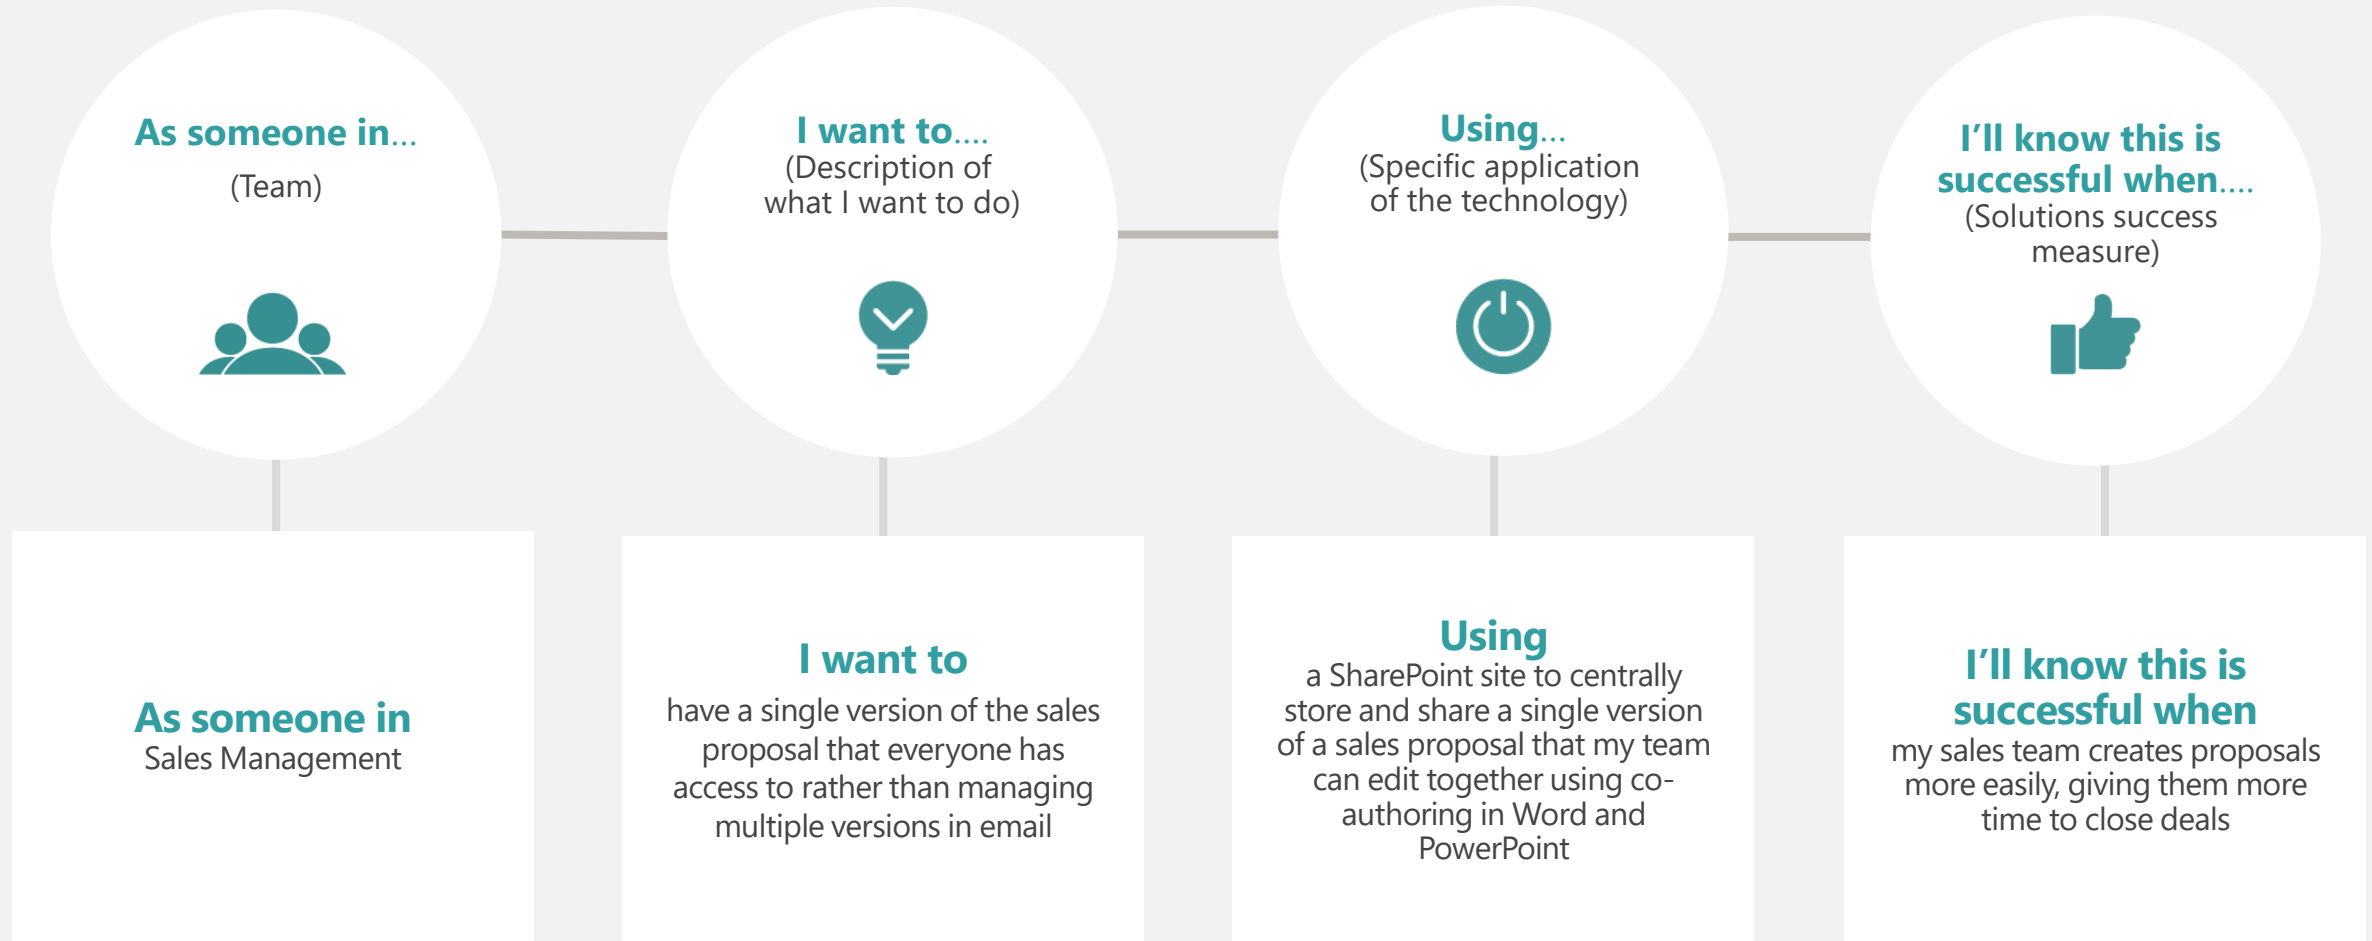 As someone in...
(Team)
I want to....
(Description of
what I want to do)
Using...
(Specific application
of the technology)
I’ll know this is
successful when....
(Solutions success
measure)
As someone in
Sales Management
I want to
have a single version of the sales
proposal that everyone has
access to rather than managing
multiple versions in email
Using
a SharePoint site to centrally
store and share a single version
of a sales proposal that my team
can edit together using co-
authoring in Word and
PowerPoint
I’ll know this is
successful when
my sales team creates proposals
more easily, giving them more
time to close deals